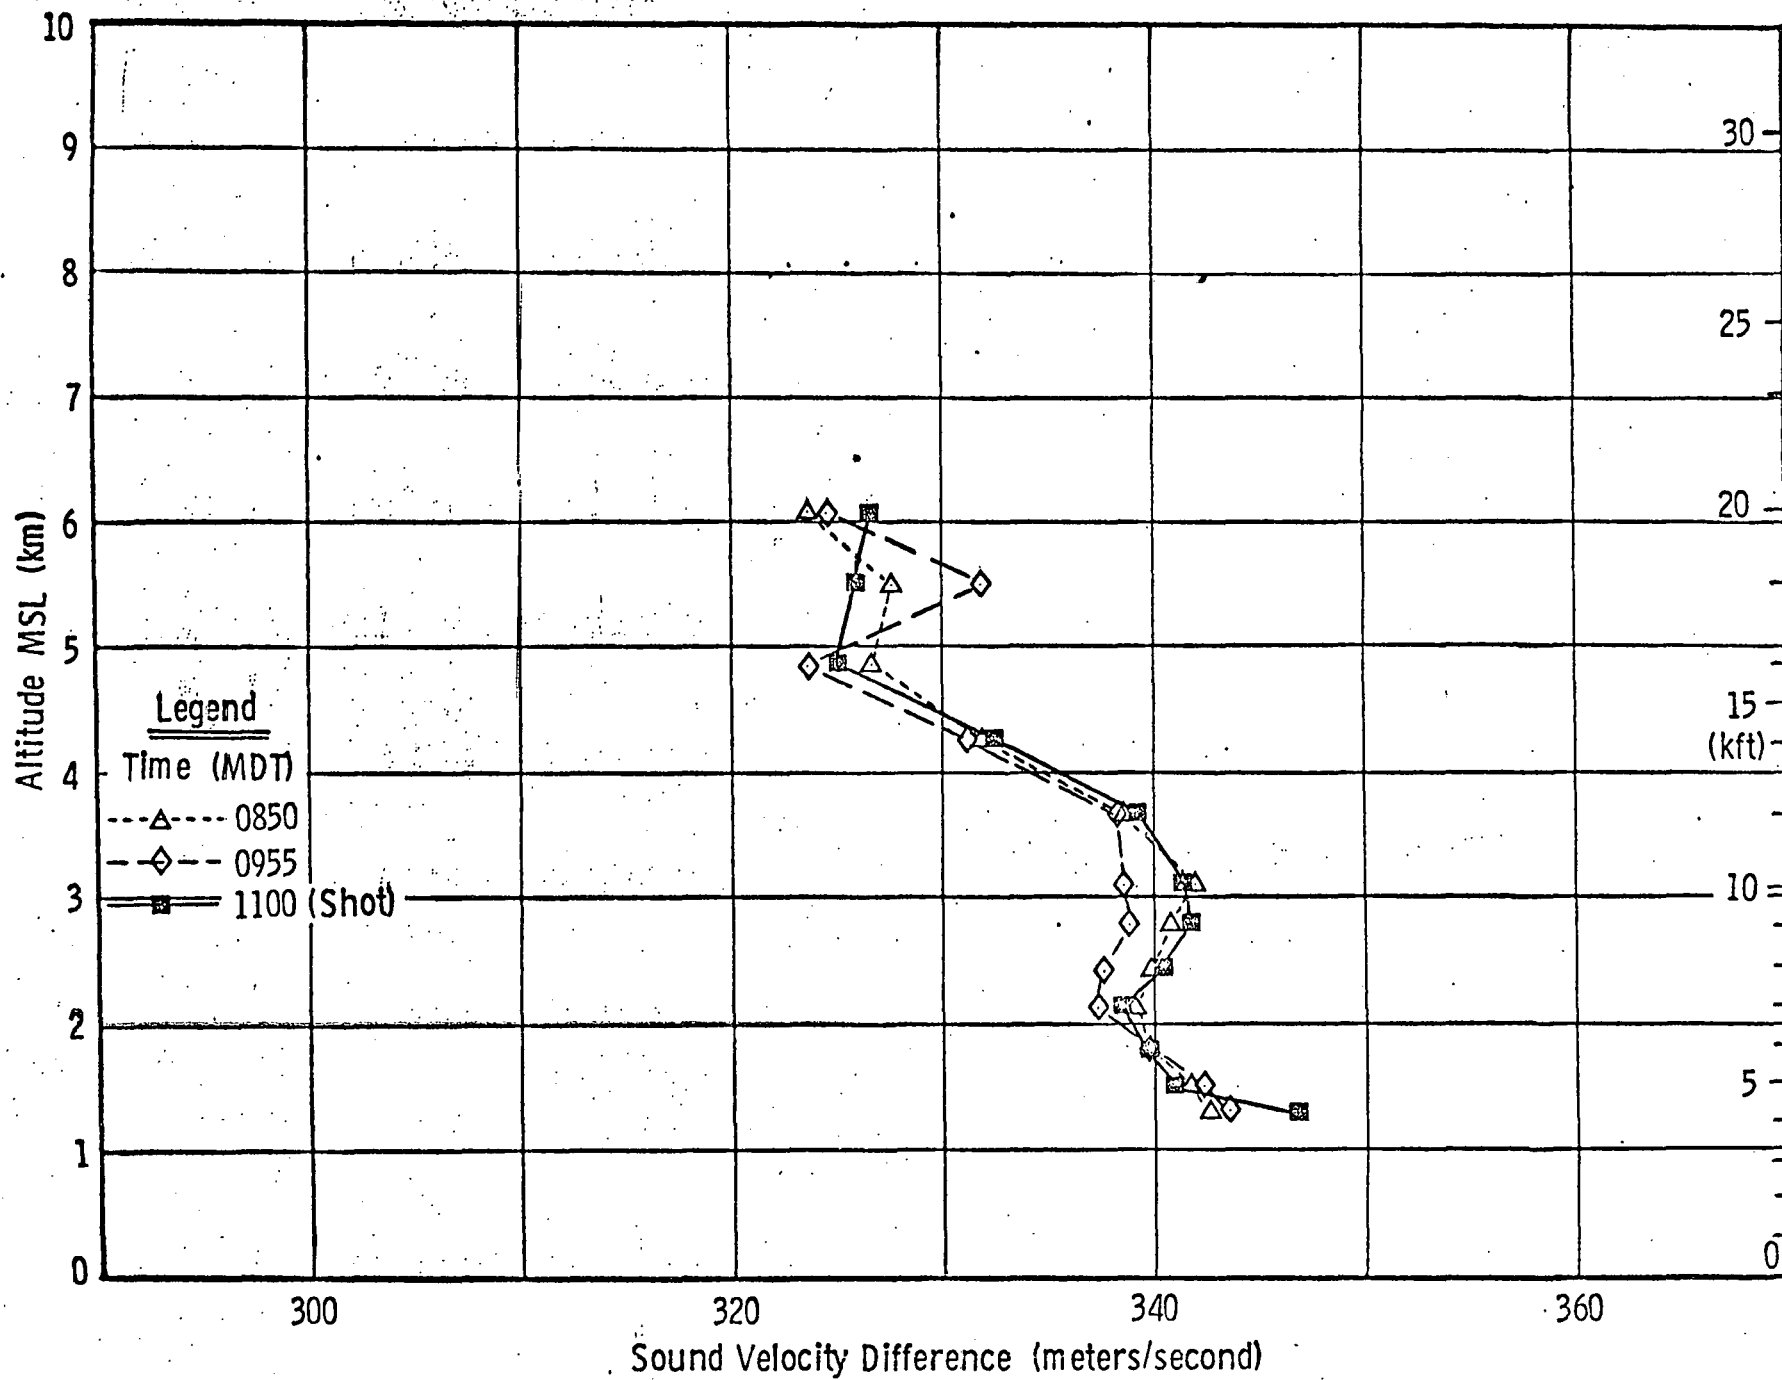 10
9
8
7
6
5
4
3
2
1
0
Altitude MSL (km)
30
25
20
15
(kft)
10
5
0
Legend
Time (MDT)
0850
0955
1100 (Shot)
300 320 340 360
Sound Velocity Difference (meters/second)